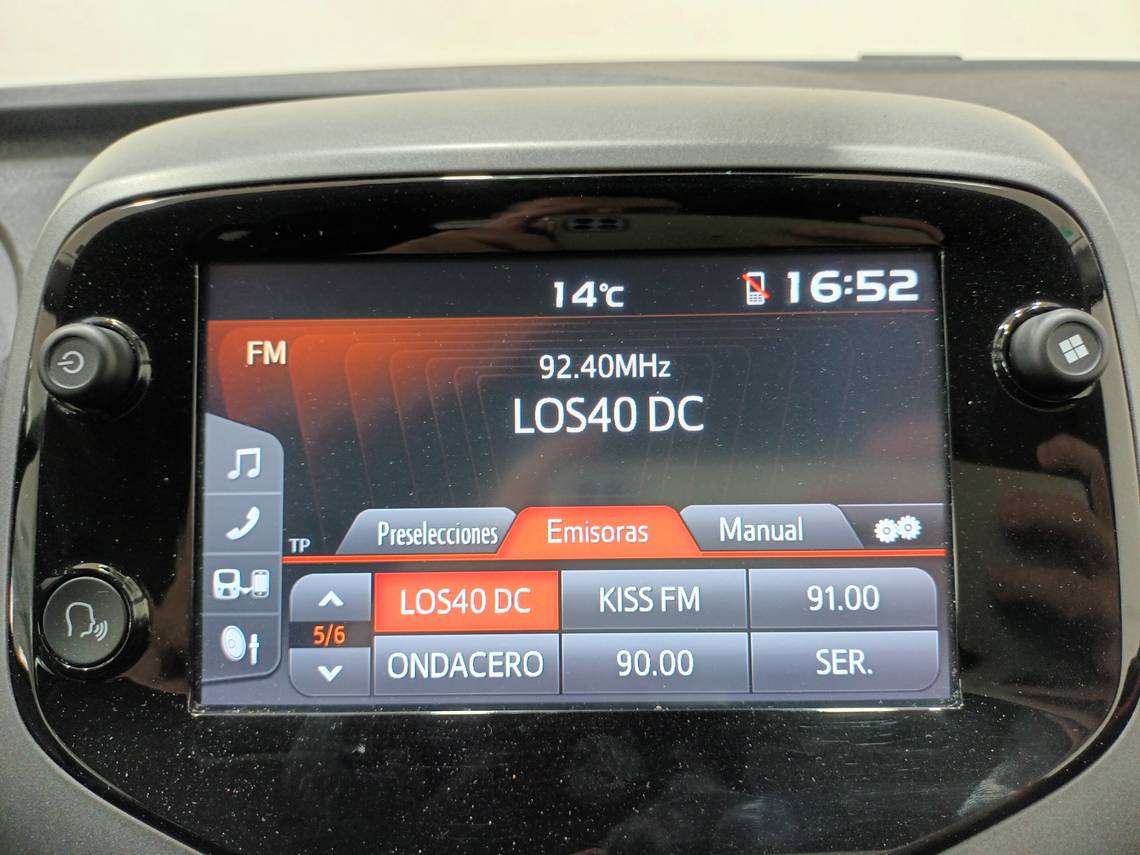 14°C
16:52
FM
92.40MHz
LOS40 DC
TP
Preselecciones
Emisoras
Manual
LOS40 DC
KISS FM
91.00
5/6
ONDACERO
90.00
SER.